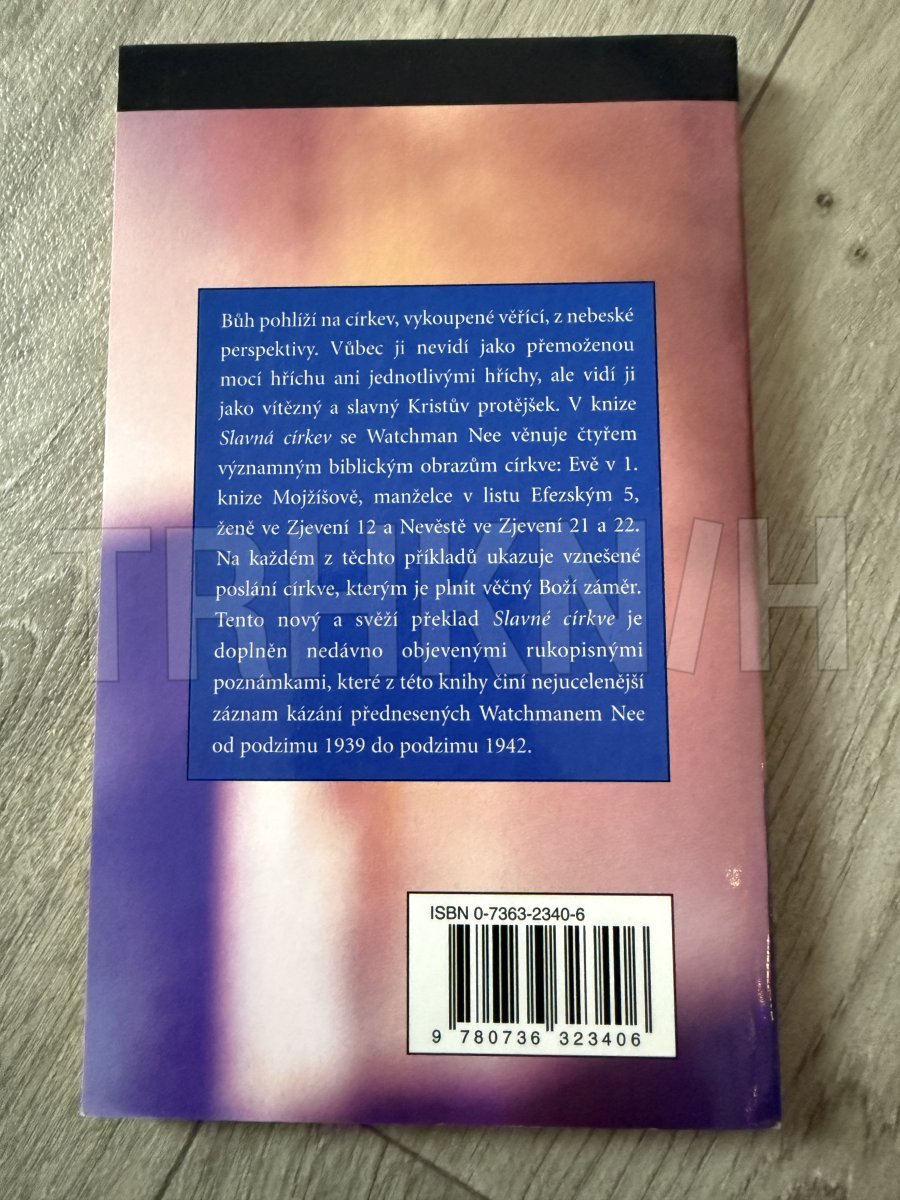 Bůh pohlíží na církev, vykoupené věřící, z nebeské
perspektivy. Vůbec ji nevidí jako přemoženou
mocí hříchu ani jednotlivými hříchy, ale vidí ji
jako vítězný a slavný Kristův protějšek. V knize
Slavná církev se Watchman Nee věnuje čtyřem
významným biblickým obrazům církve: Evě v 1.
knize Mojžíšově, manželce v listu Efezským 5,
ženě ve Zjevení 12 a Nevěstě ve Zjevení 21 a 22.
Na každém z těchto příkladů ukazuje vznešené
poslání církve, kterým je plnit věčný Boží záměr.
Tento nový a svěží překlad Slavné církve je
doplněn nedávno objevenými rukopisnými
poznámkami, které z této knihy činí nejucelenější
záznam kázání přednesených Watchmanem Nee
od podzimu 1939 do podzimu 1942.
TRHKNIH
ISBN 0-7363-2340-6
9 780736 323406